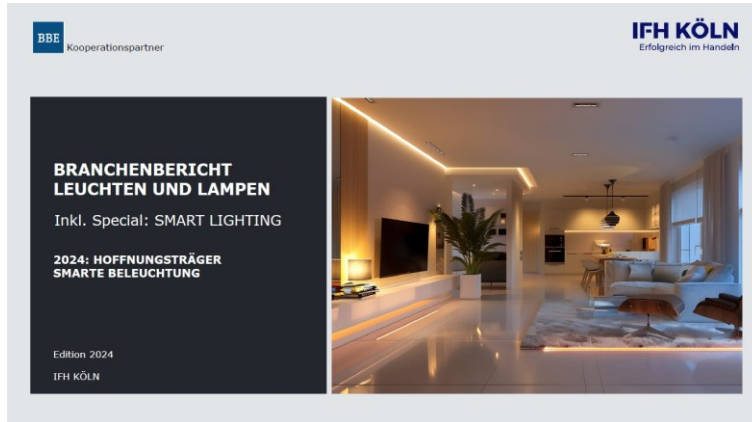 BBE
Kooperationspartner
IFH KÖLN
Erfolgreich im Handeln
BRANCHENBERICHT
LEUCHTEN UND LAMPEN
Inkl. Special: SMART LIGHTING
2024: HOFFNUNGSTRÄGER
SMARTE BELEUCHTUNG
Edition 2024
IFH KÖLN